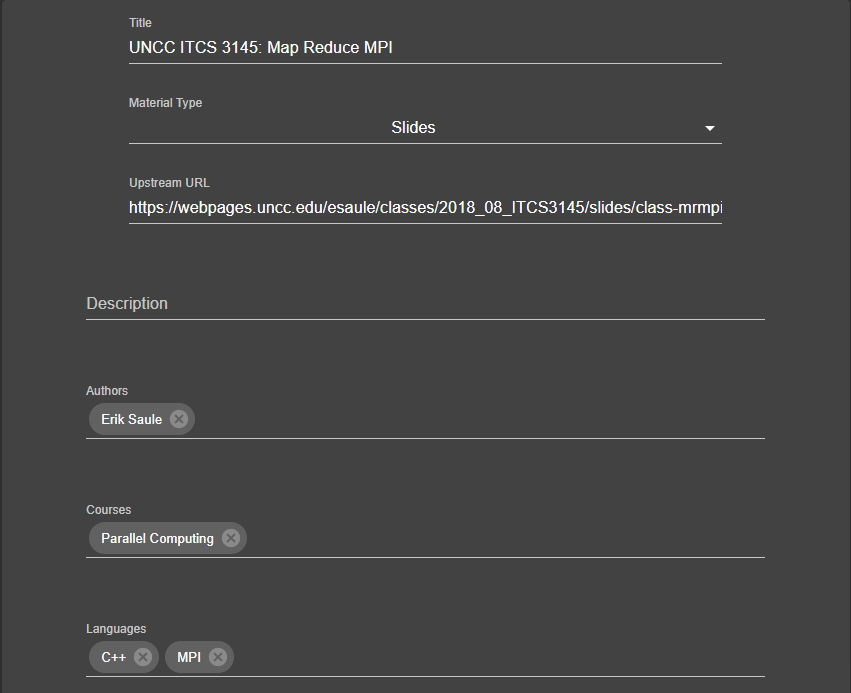 Title
UNCC ITCS 3145: Map Reduce MPI
Material Type
Slides
Upstream URL
https://webpages.uncc.edu/esaule/classes/2018_08_ITCS3145/slides/class-mrmpi
Description
Authors
Erik Saule
Courses
Parallel Computing
Languages
C++ MPI